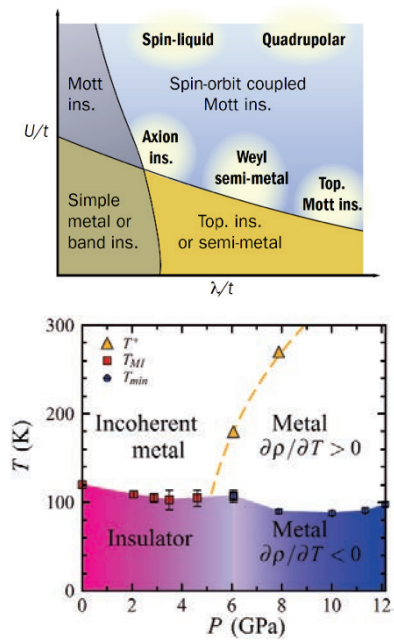 Spin-liquid Quadrupolar
Mott
ins.
Spin-orbit coupled
Mott ins.
U/t
Axion
ins.
Weyl
semi-metal
Top.
Mott ins.
Simple
metal or
band ins.
Top. ins.
or semi-metal
λ/t
300
T*
T_MI
T_min
200
T (K)
Incoherent
metal
Metal
∂ρ/∂T > 0
100
Insulator
Metal
∂ρ/∂T < 0
0
0 2 4 6 8 10 12
P (GPa)